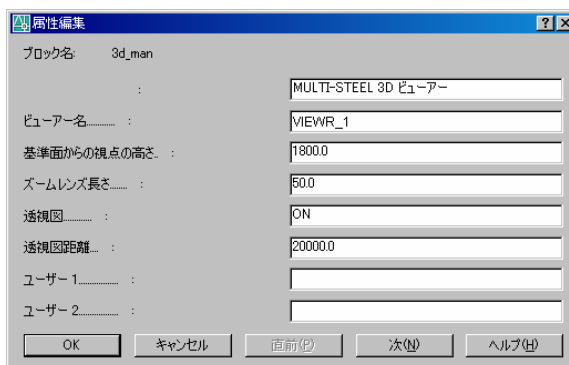 属性編集
ブロック名: 3d_man
: MULTI-STEEL 3D ビューアー
ビューアー名............ : VIEWR_1
基準面からの視点の高さ.. : 1800.0
ズームレンズ長さ....... : 50.0
透視図............ : ON
透視図距離.... : 20000.0
ユーザー 1................ :
ユーザー 2................ :
OK キャンセル 直前(P) 次(N) ヘルプ(H)